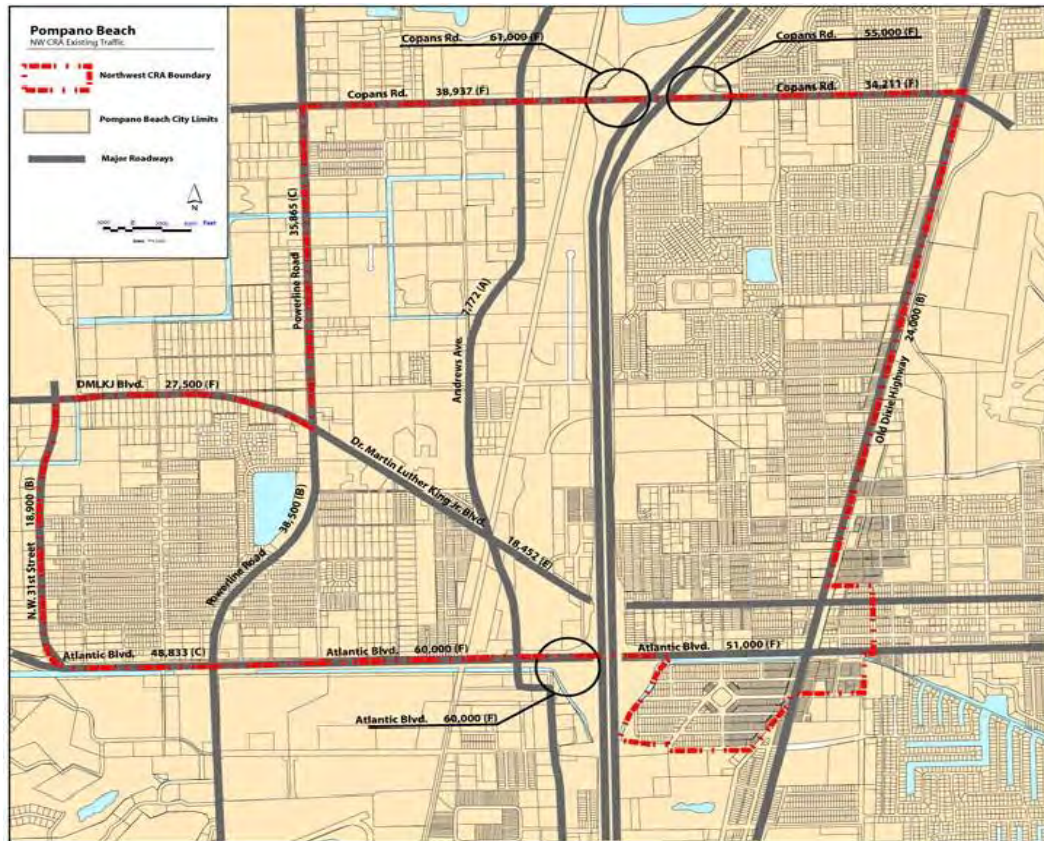 Pompano Beach
NW CRA Existing Traffic
Northwest CRA Boundary
Pompano Beach City Limits
Major Roadways
N
Feet
Copans Rd. 61,000 (F)
Copans Rd. 55,000 (F)
Copans Rd. 38,937 (F)
Copans Rd. 34,211 (F)
Powerline Road 35,865 (C)
Andrews Ave. 7,772 (A)
Old Dixie Highway 24,000 (B)
DMLKJ Blvd. 27,500 (F)
Dr. Martin Luther King Jr. Blvd. 18,452 (E)
N.W. 31st Street 18,900 (B)
Powerline Road 38,500 (B)
Atlantic Blvd. 48,833 (C)
Atlantic Blvd. 60,000 (F)
Atlantic Blvd. 51,000 (F)
Atlantic Blvd. 60,000 (F)